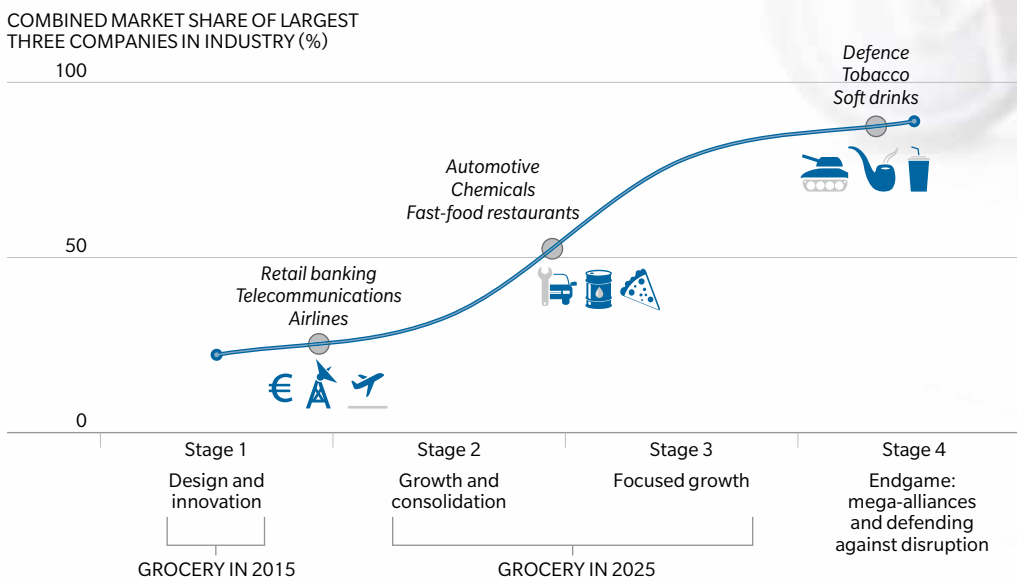 COMBINED MARKET SHARE OF LARGEST
THREE COMPANIES IN INDUSTRY (%)
100
Defence
Tobacco
Soft drinks
Automotive
Chemicals
Fast-food restaurants
50
Retail banking
Telecommunications
Airlines
€
0
Stage 1
Stage 2
Stage 3
Stage 4
Design and
innovation
Growth and
consolidation
Focused growth
Endgame:
mega-alliances
and defending
against disruption
GROCERY IN 2015
GROCERY IN 2025